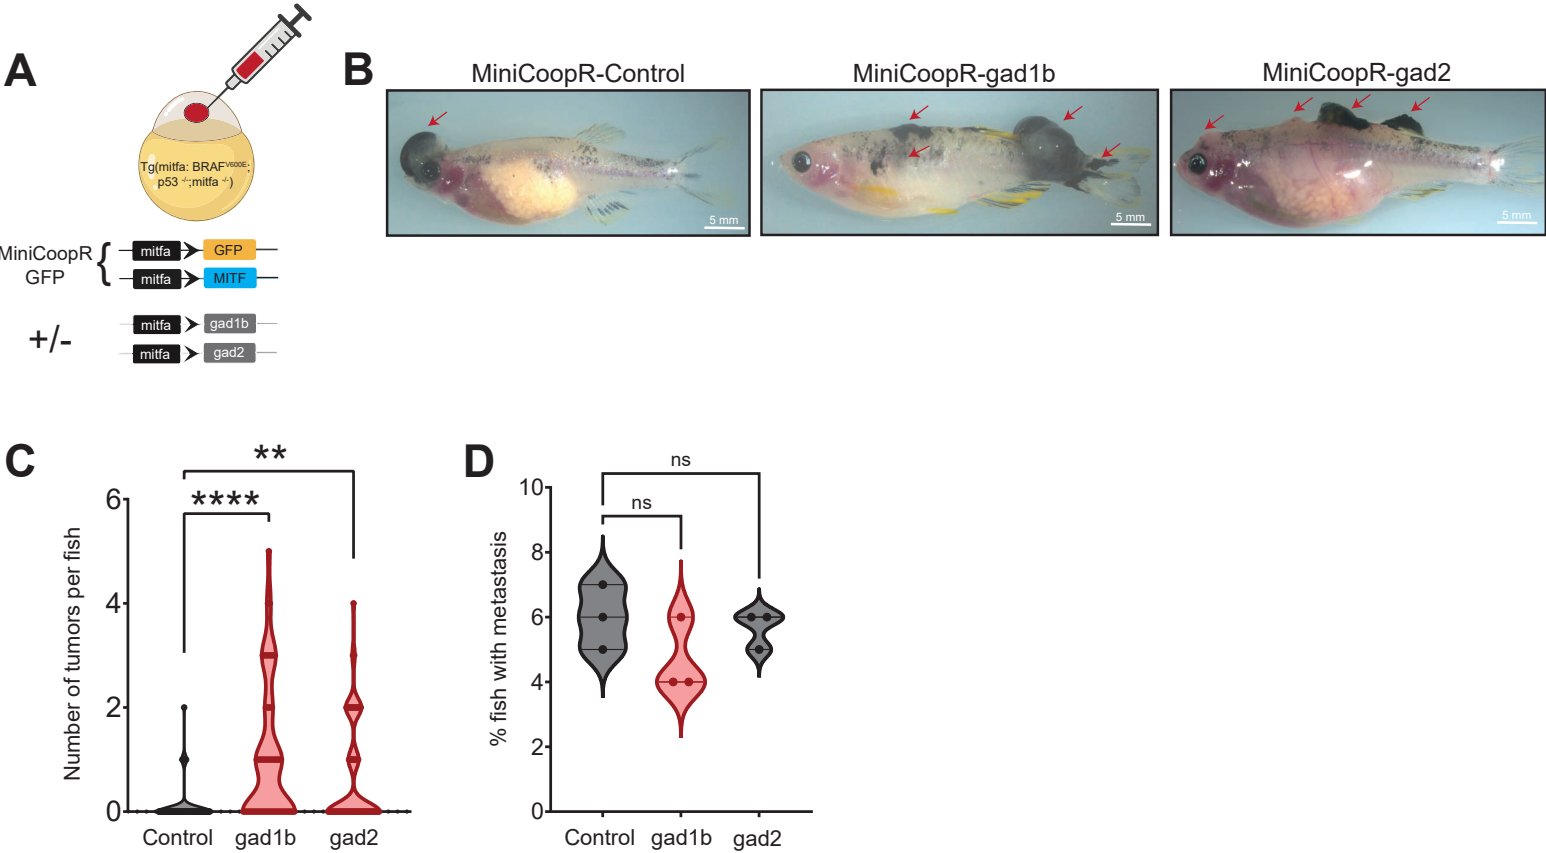 A
Tg(mitfa: BRAFV600E;
p53 -/-;mitfa -/-)
MiniCoopR
GFP
{
mitfa GFP
mitfa MITF
+/-
mitfa gad1b
mitfa gad2
B
MiniCoopR-Control
5 mm
MiniCoopR-gad1b
5 mm
MiniCoopR-gad2
5 mm
C
**
****
Number of tumors per fish
6
4
2
0
Control gad1b gad2
D
ns
ns
% fish with metastasis
10
8
6
4
2
0
Control gad1b gad2